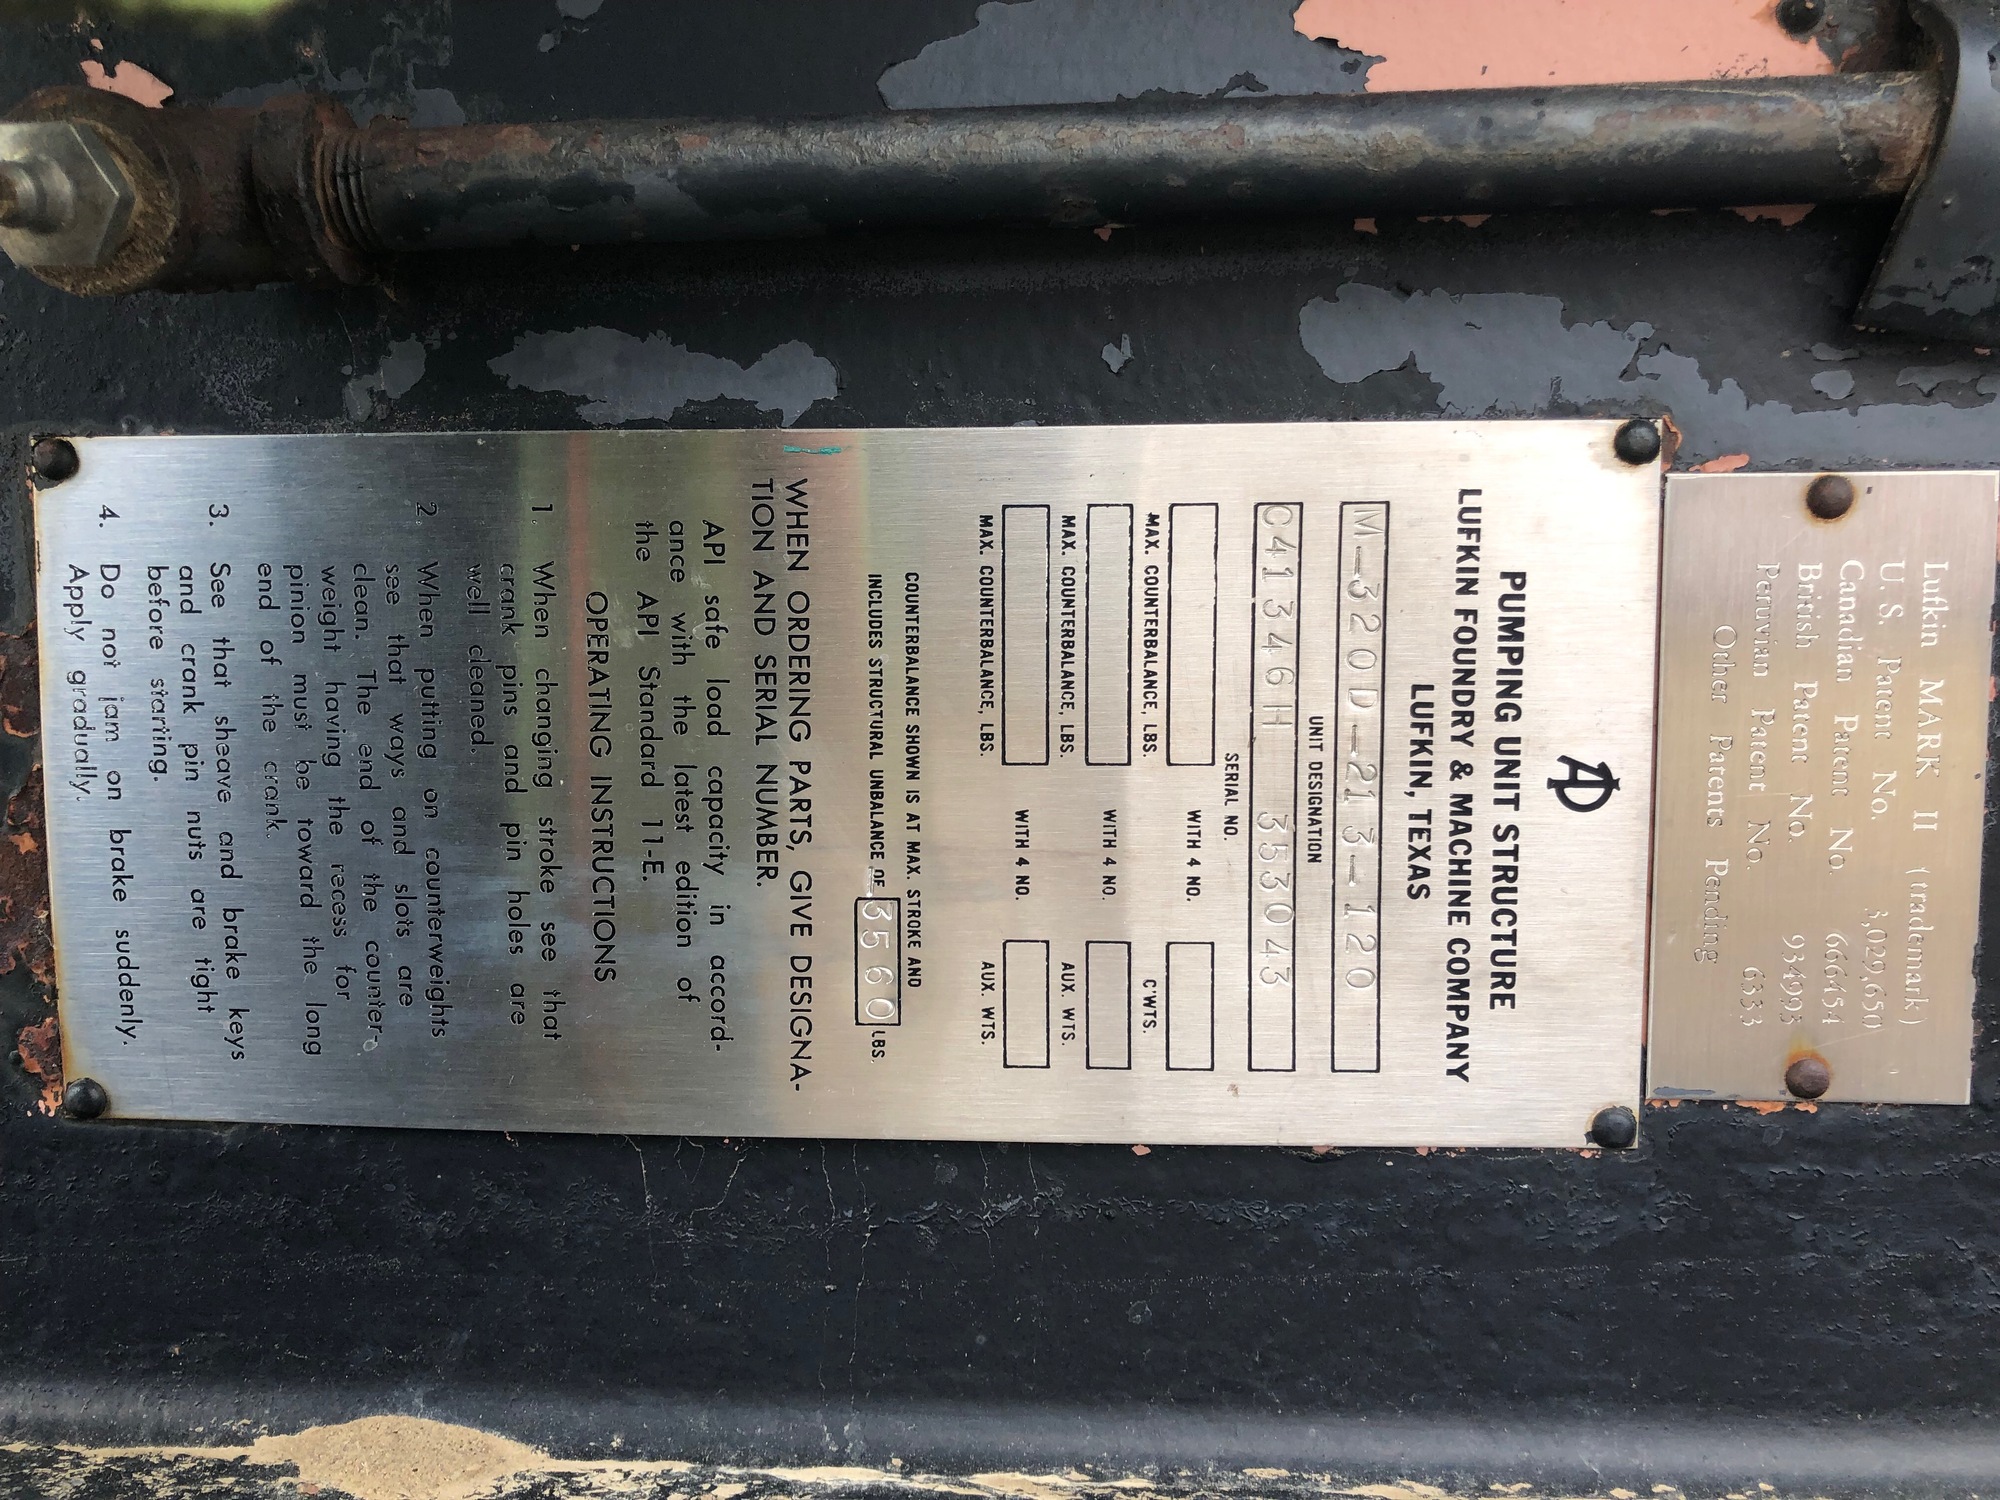 Lufkin MARK II (trademark)
U. S. Patent No. 3,029,650
Canadian Patent No. 666454
British Patent No. 934993
Peruvian Patent No. 6333
Other Patents Pending
PUMPING UNIT STRUCTURE
LUFKIN FOUNDRY & MACHINE COMPANY
LUFKIN, TEXAS
M-320D-213-120
UNIT DESIGNATION
C41346H 353043
SERIAL NO.
WITH 4 NO.
MAX. COUNTERBALANCE, LBS. C'WTS.
WITH 4 NO.
MAX. COUNTERBALANCE, LBS. AUX. WTS.
WITH 4 NO.
MAX. COUNTERBALANCE, LBS. AUX. WTS.
COUNTERBALANCE SHOWN IS AT MAX. STROKE AND
INCLUDES STRUCTURAL UNBALANCE OF -3560 LBS.
WHEN ORDERING PARTS, GIVE DESIGNA-
TION AND SERIAL NUMBER.
API safe load capacity in accord-
ance with the latest edition of
the API Standard 11-E.
OPERATING INSTRUCTIONS
1. When changing stroke see that
crank pins and pin holes are
well cleaned.
2. When putting on counterweights
see that ways and slots are
clean. The end of the counter-
weight having the recess for
pinion must be toward the long
end of the crank.
3. See that sheave and brake keys
and crank pin nuts are tight
before starting.
4. Do not jam on brake suddenly.
Apply gradually.